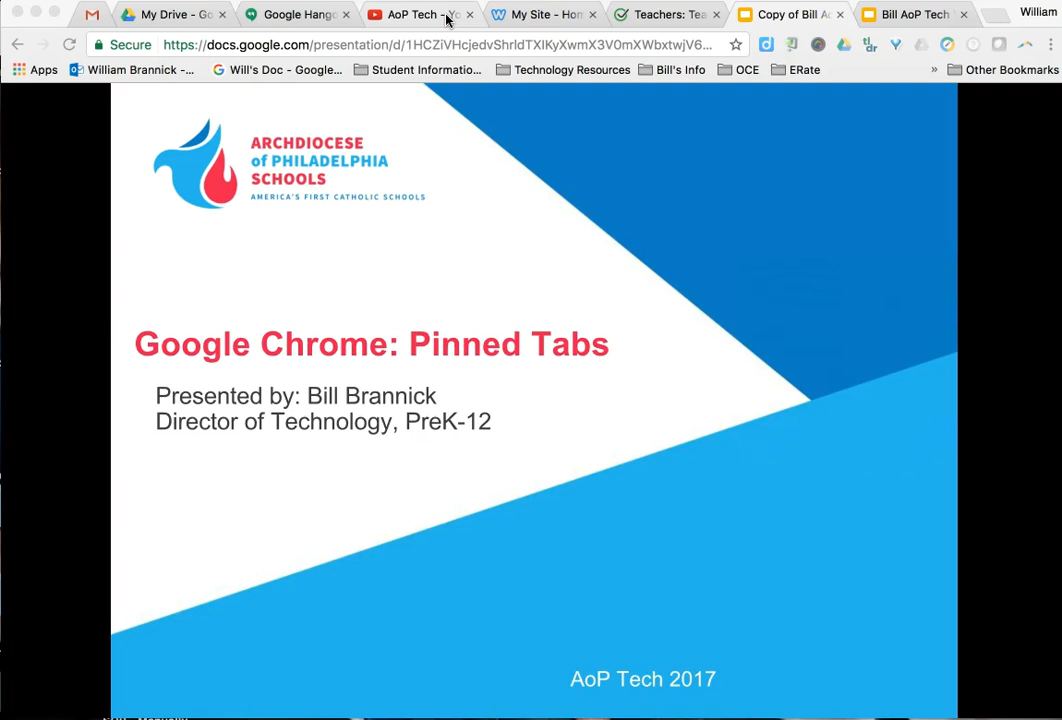 My Drive - Go
Google Hang
AoP Tech - Yo
My Site - Hom
Teachers: Tea
Copy of Bill Ao
Bill AoP Tech
William
Secure
https://docs.google.com/presentation/d/1HCZiVHcjedvShrldTXIKyXwmX3V0mXWbxtwjV6...
Apps
William Brannick -...
Will's Doc - Google...
Student Informatio...
Technology Resources
Bill's Info
OCE
ERate
»
Other Bookmarks
ARCHDIOCESE
of PHILADELPHIA
SCHOOLS
AMERICA'S FIRST CATHOLIC SCHOOLS
Google Chrome: Pinned Tabs
Presented by: Bill Brannick
Director of Technology, PreK-12
AoP Tech 2017